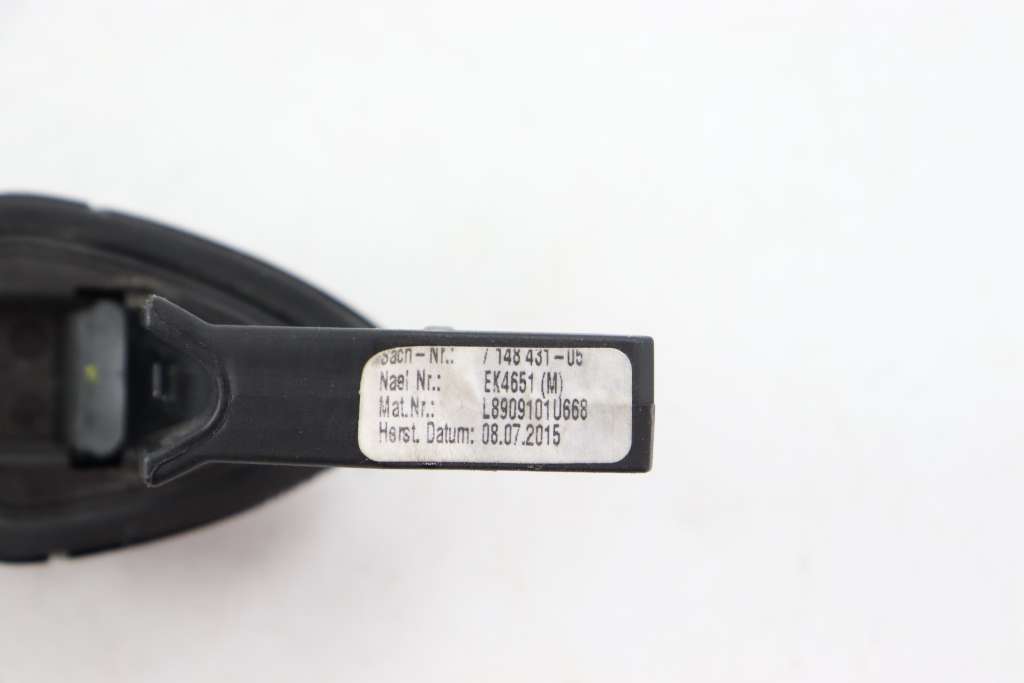 Sach-Nr.: 7 148 431-05
Nael Nr.: EK4651 (M)
Mat.Nr.: L8909101U668
Herst. Datum: 08.07.2015